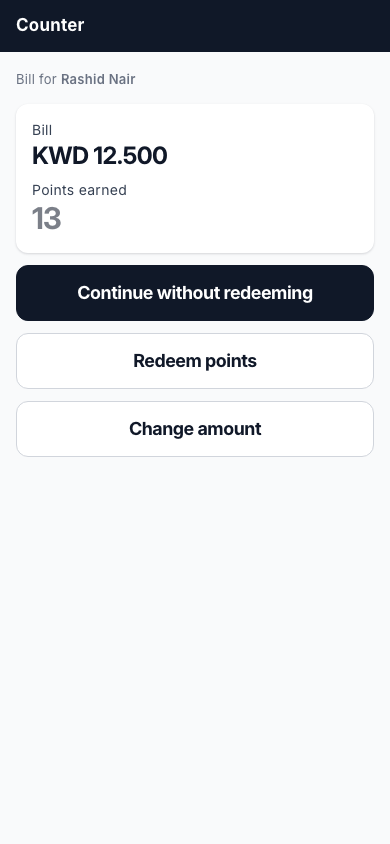 Counter
Bill for Rashid Nair
Bill
KWD 12.500
Points earned
13
Continue without redeeming
Redeem points
Change amount